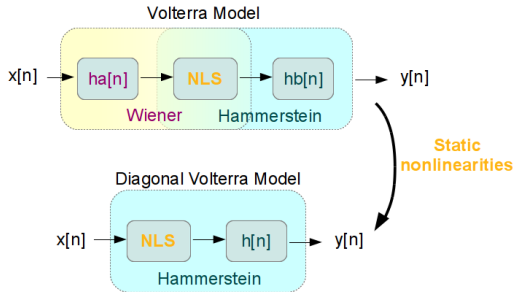 Volterra Model
x[n]
ha[n]
NLS
hb[n]
y[n]
Wiener
Hammerstein
Static
nonlinearities
Diagonal Volterra Model
x[n]
NLS
h[n]
y[n]
Hammerstein